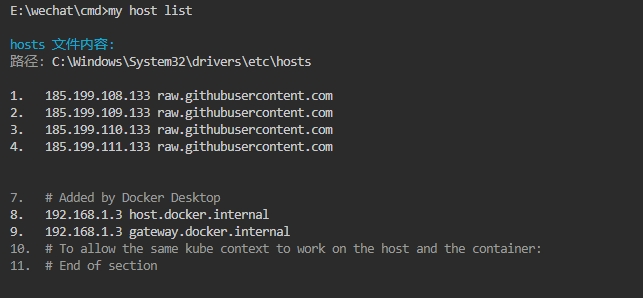 E:\wechat\cmd>my host list
hosts 文件内容:
路径: C:\Windows\System32\drivers\etc\hosts
1. 185.199.108.133 raw.githubusercontent.com
2. 185.199.109.133 raw.githubusercontent.com
3. 185.199.110.133 raw.githubusercontent.com
4. 185.199.111.133 raw.githubusercontent.com
7. # Added by Docker Desktop
8. 192.168.1.3 host.docker.internal
9. 192.168.1.3 gateway.docker.internal
10. # To allow the same kube context to work on the host and the container:
11. # End of section